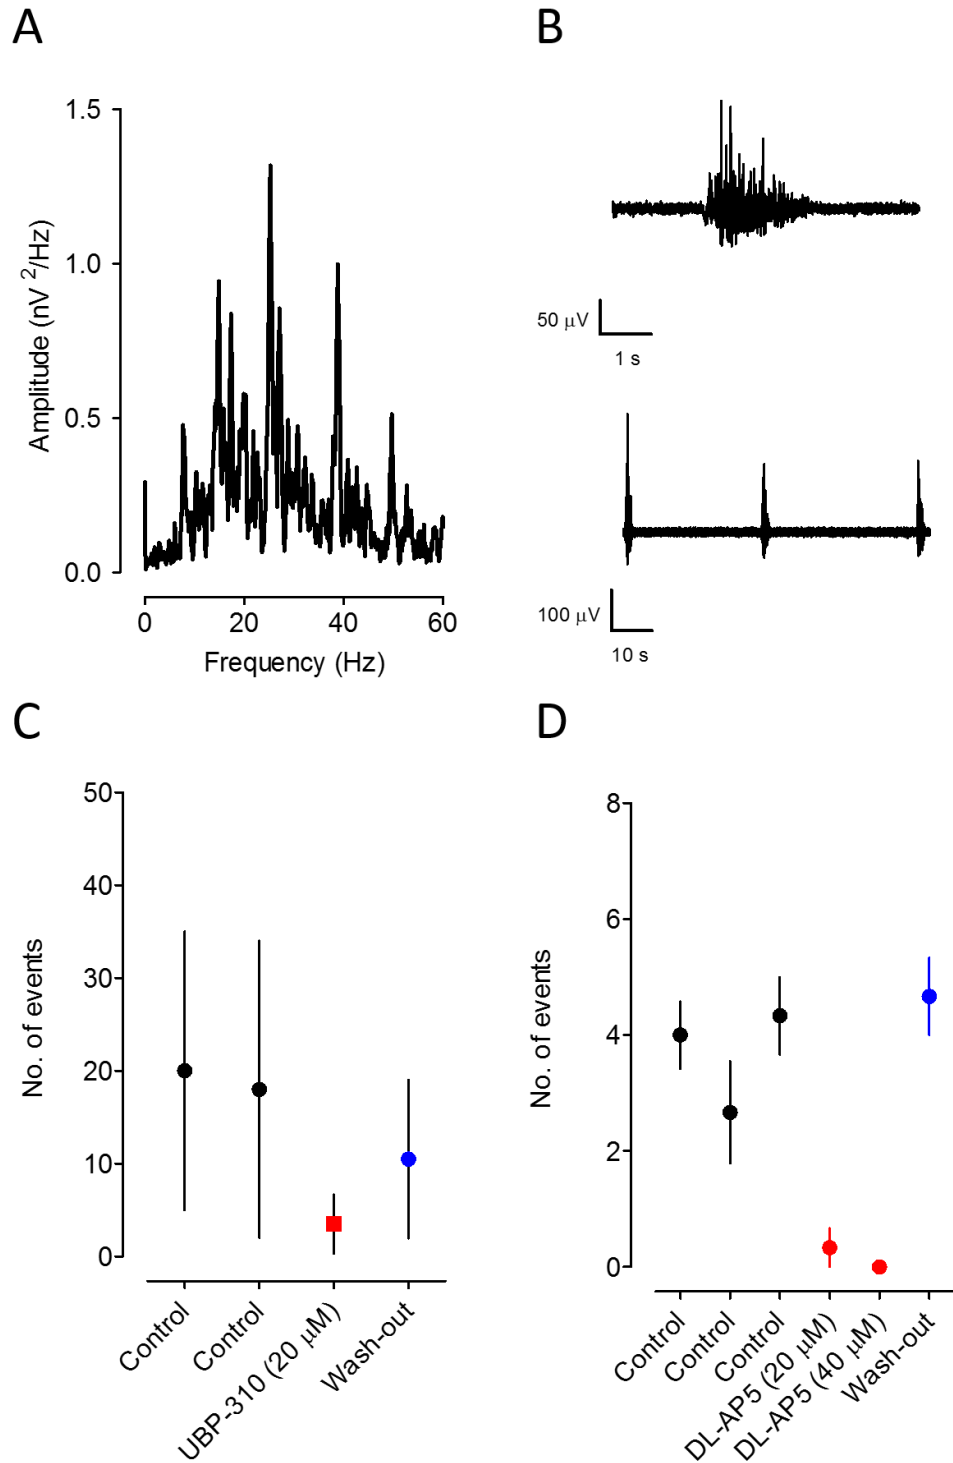 A
B
1.5
1.0
0.5
0.0
Amplitude (nV ²/Hz)
0
20
40
60
Frequency (Hz)
50 µV
1 s
100 µV
10 s
C
D
50
40
30
20
10
0
No. of events
Control
Control
UBP-310 (20 µM)
Wash-out
8
6
4
2
0
No. of events
Control
Control
Control
DL-AP5 (20 µM)
DL-AP5 (40 µM)
Wash-out